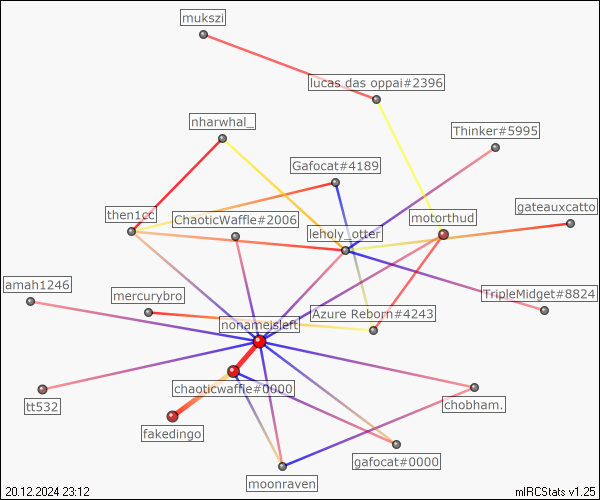 mukszi
lucas das oppai#2396
nharwhal_
Thinker#5995
Gafocat#4189
gateauxcatto
then1cc
ChaoticWaffle#2006
motorthud
leholy_otter
amah1246
mercurybro
TripleMidget#8824
Azure Reborn#4243
nonameisleft
chaoticwaffle#0000
tt532
chobham.
fakedingo
gafocat#0000
moonraven
20.12.2024 23:12
mIRCStats v1.25